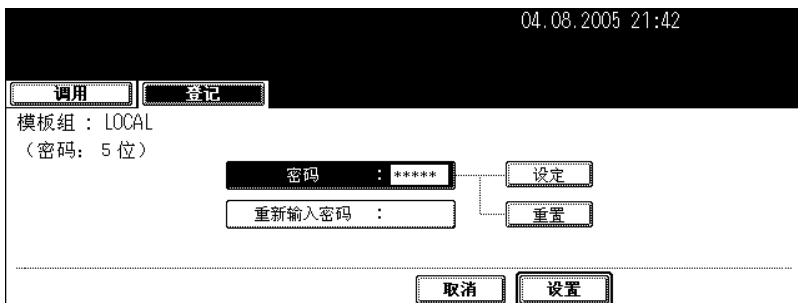 04.08.2005 21:42
调用 登记
模板组 : LOCAL
（密码: 5位）
密码 : ***** 设定
重新输入密码 : 重置
取消 设置